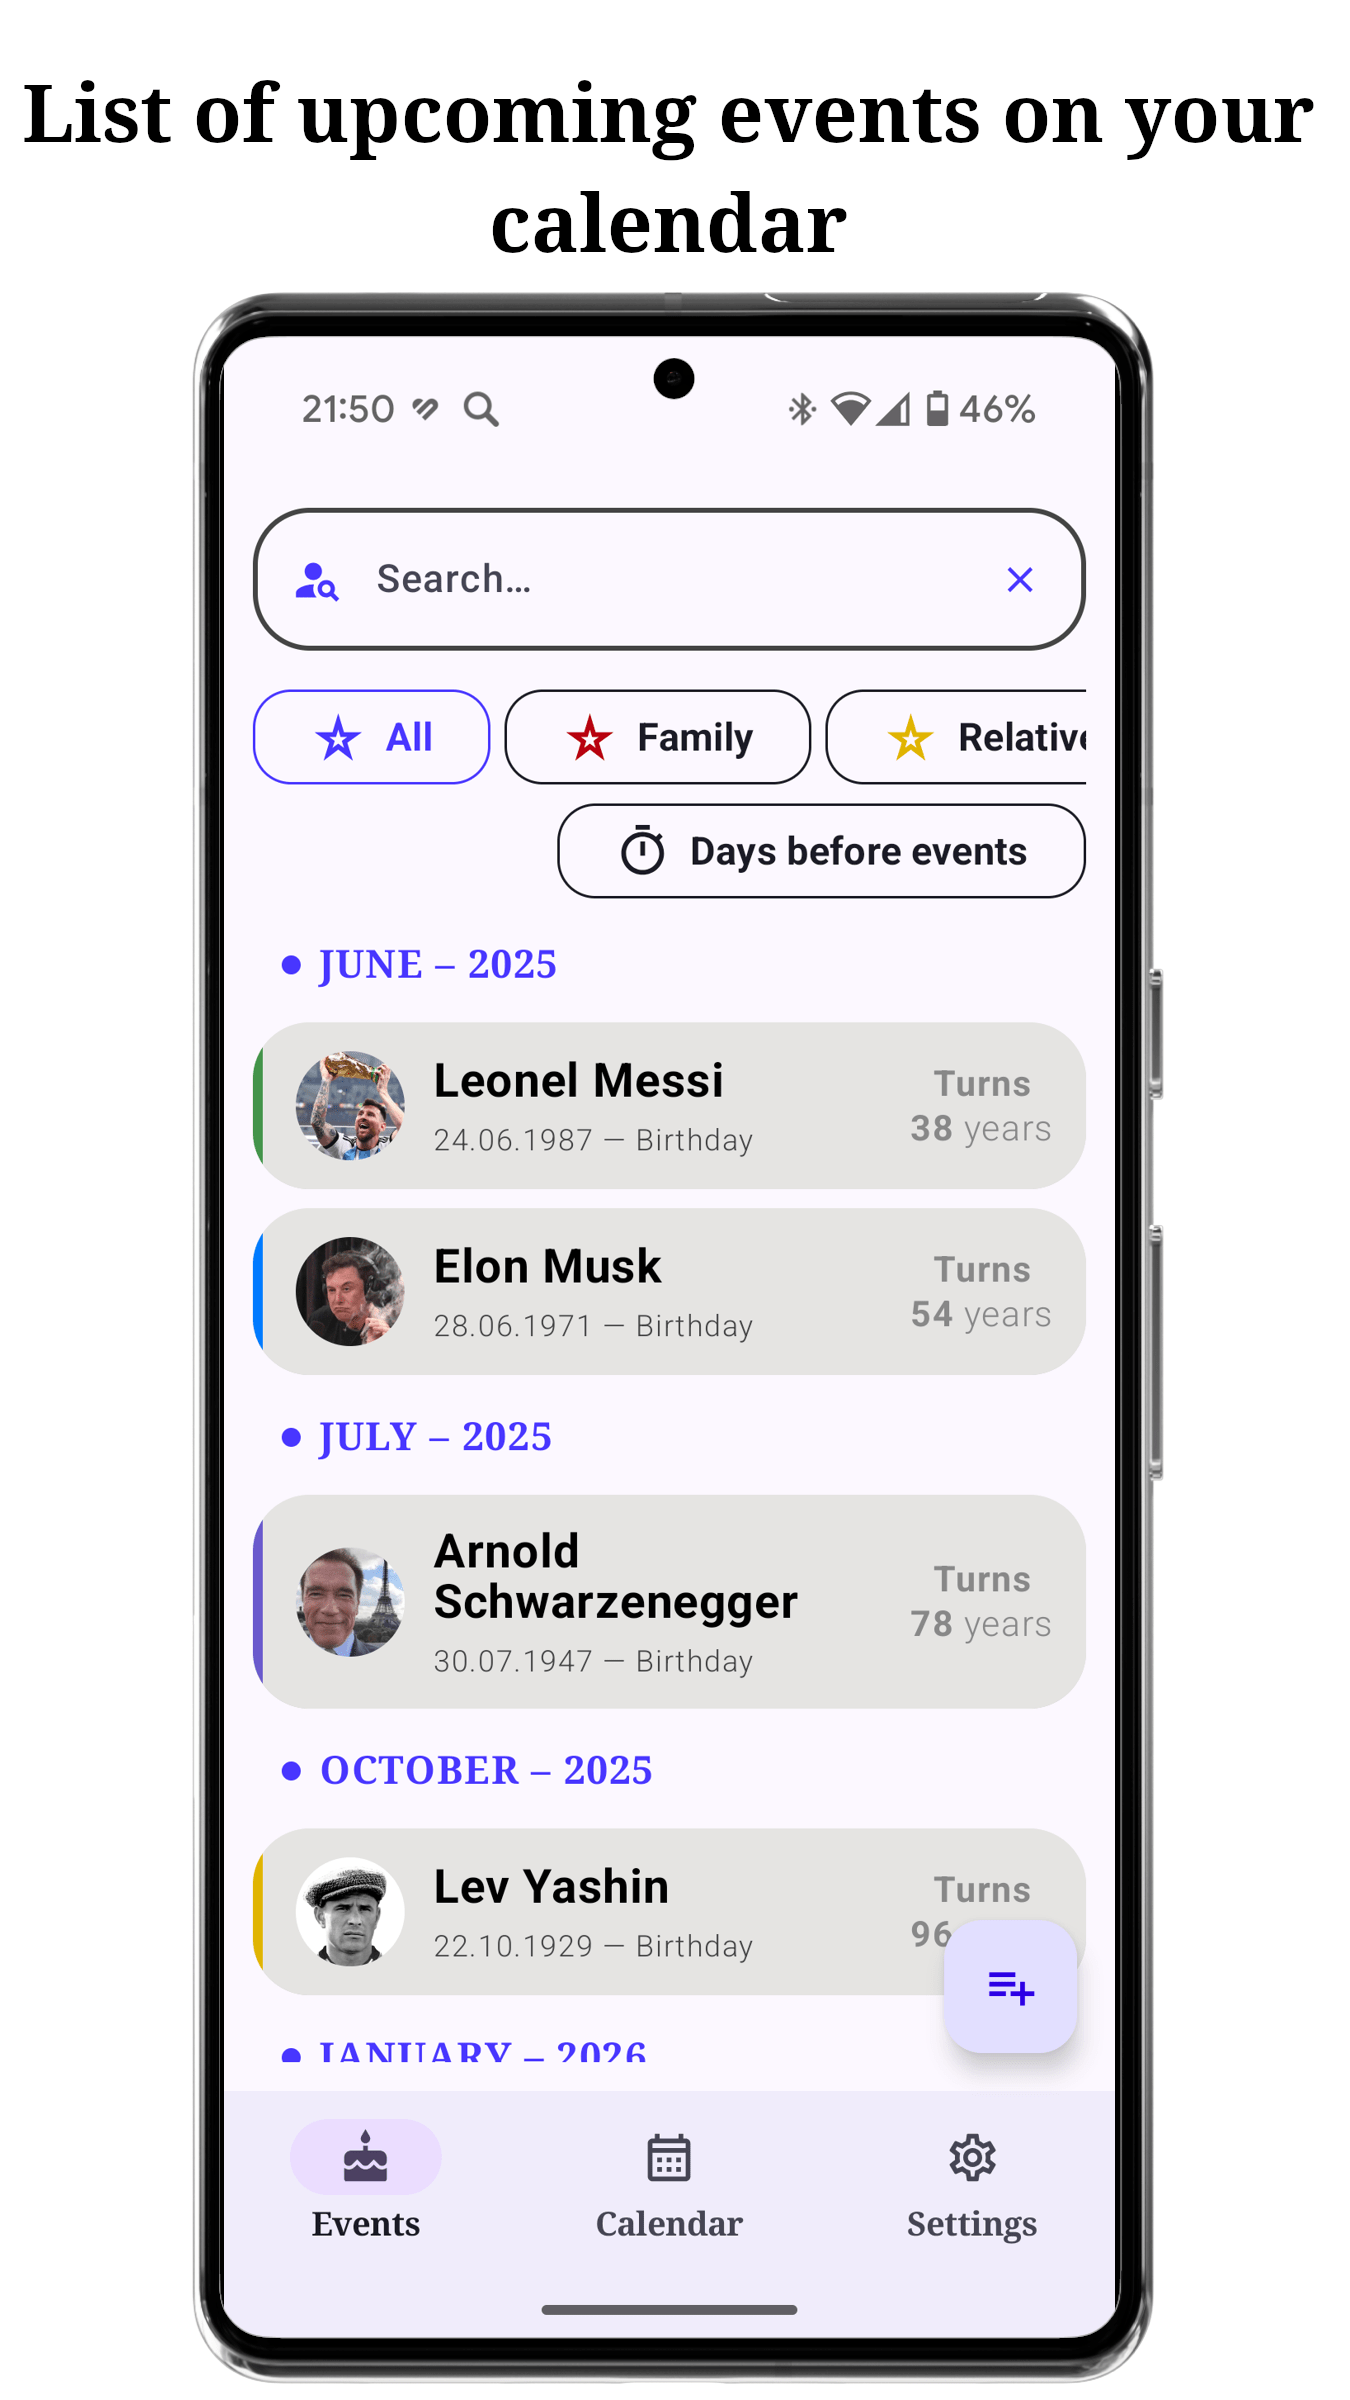 List of upcoming events on your
calendar
21:50
46%
Search…
All
Family
Relative
Days before events
JUNE – 2025
Leonel Messi
24.06.1987 — Birthday
Turns
38 years
Elon Musk
28.06.1971 — Birthday
Turns
54 years
JULY – 2025
Arnold
Schwarzenegger
30.07.1947 — Birthday
Turns
78 years
OCTOBER – 2025
Lev Yashin
22.10.1929 — Birthday
Turns
96
JANUARY – 2026
Events
Calendar
Settings